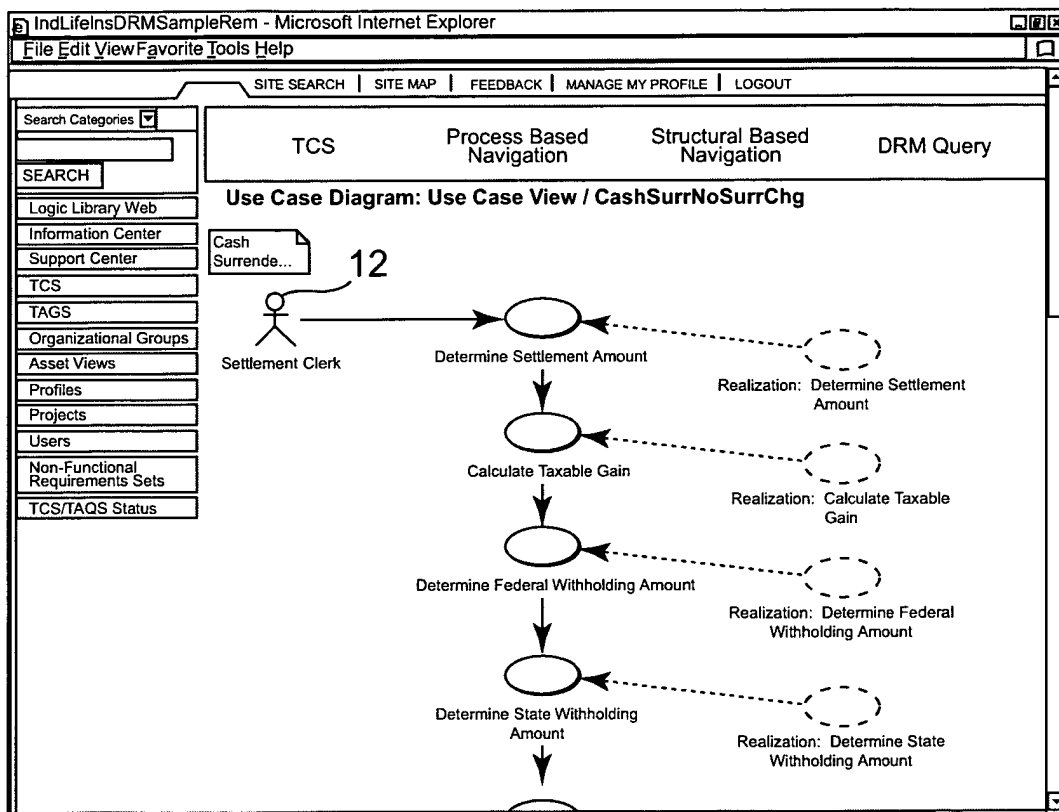 IndLifeInsDRMSampleRem - Microsoft Internet Explorer
File Edit View Favorite Tools Help
SITE SEARCH | SITE MAP | FEEDBACK | MANAGE MY PROFILE | LOGOUT
Search Categories
SEARCH
Logic Library Web
Information Center
Support Center
TCS
TAGS
Organizational Groups
Asset Views
Profiles
Projects
Users
Non-Functional
Requirements Sets
TCS/TAQS Status
TCS
Process Based
Navigation
Structural Based
Navigation
DRM Query
Use Case Diagram: Use Case View / CashSurrNoSurrChg
Cash
Surrende...
12
Settlement Clerk
Determine Settlement Amount
Realization: Determine Settlement
Amount
Calculate Taxable Gain
Realization: Calculate Taxable
Gain
Determine Federal Withholding Amount
Realization: Determine Federal
Withholding Amount
Determine State Withholding
Amount
Realization: Determine State
Withholding Amount